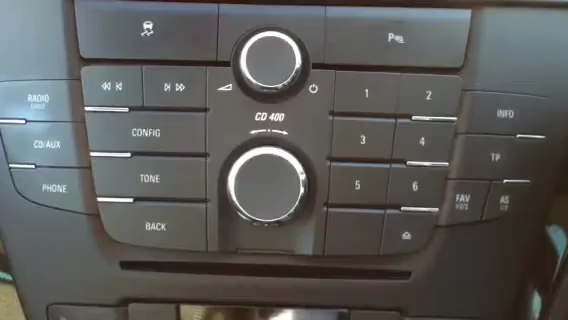 P
RADIO
CONFIG
CD 400
1
2
INFO
CD/AUX
3
4
TP
PHONE
TONE
5
6
FAV
AS
BACK